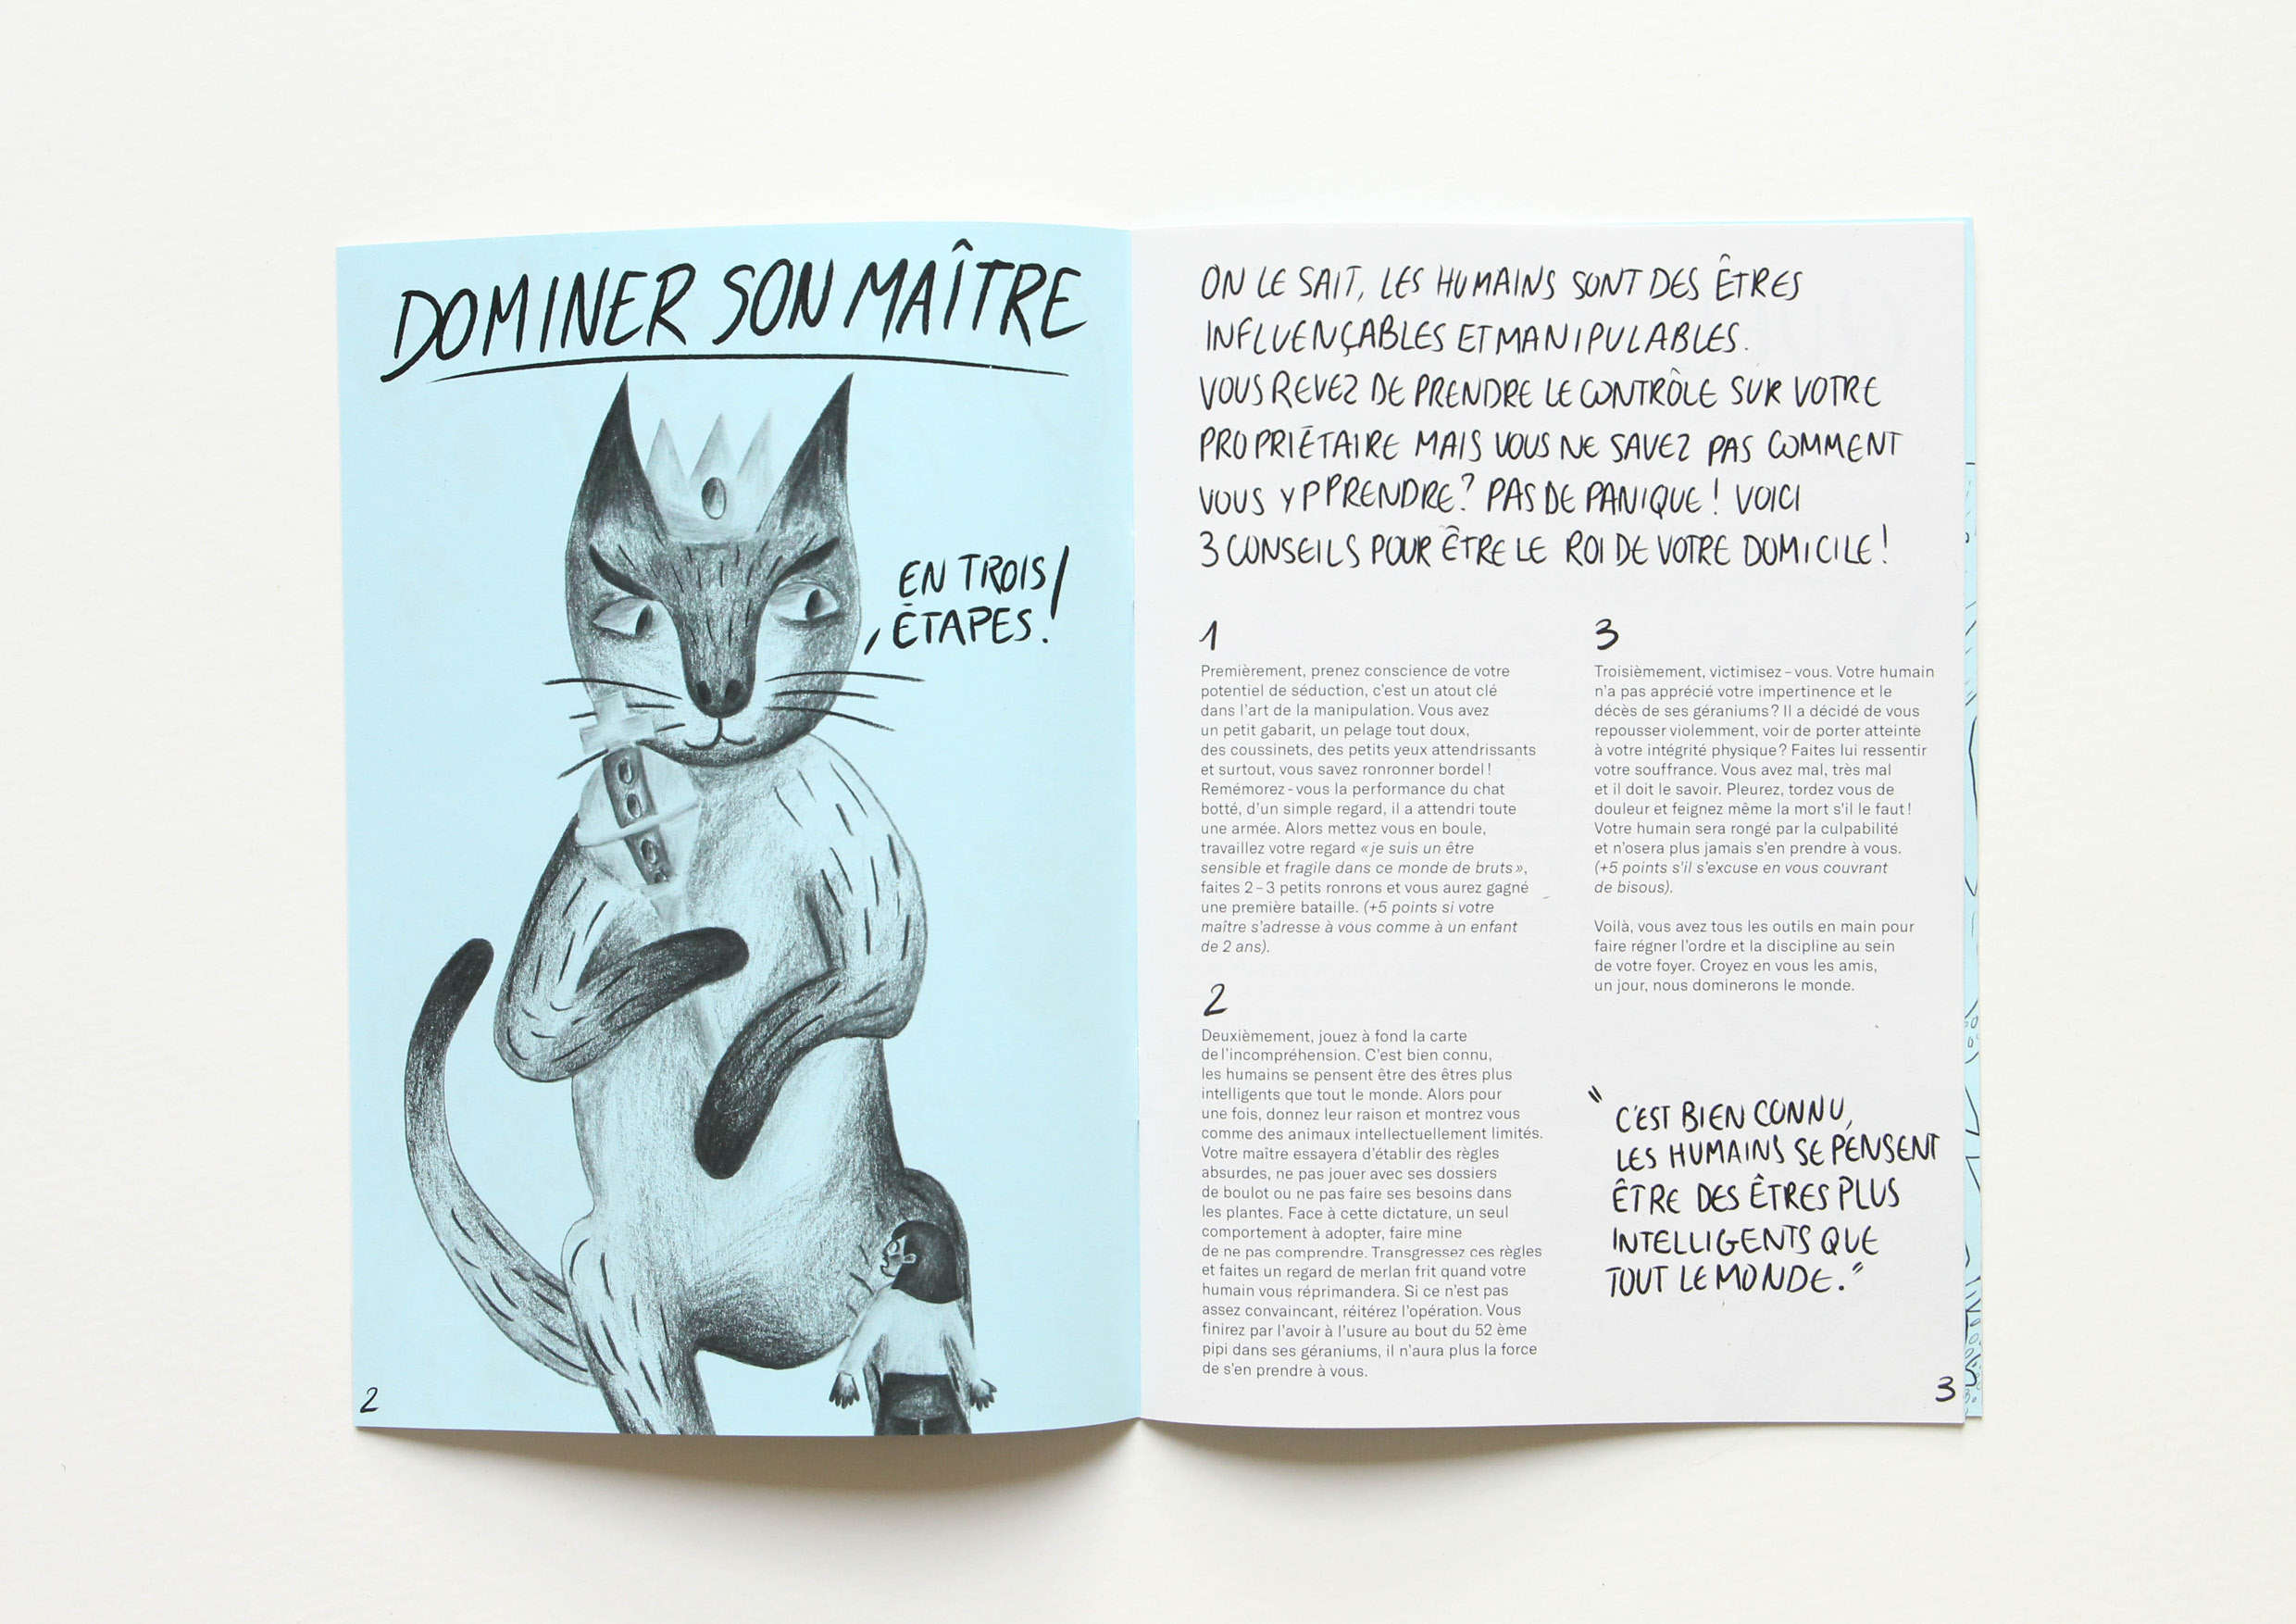 DOMINER SON MAÎTRE
EN TROIS
ÉTAPES!
2
ON LE SAIT, LES HUMAINS SONT DES ÊTRES
INFLUENÇABLES ET MANIPULABLES.
VOUS REVEZ DE PRENDRE LE CONTRÔLE SUR VOTRE
PROPRIÉTAIRE MAIS VOUS NE SAVEZ PAS COMMENT
VOUS Y PPRENDRE? PAS DE PANIQUE! VOICI
3 CONSEILS POUR ÊTRE LE ROI DE VOTRE DOMICILE!
1
Premièrement, prenez conscience de votre
potentiel de séduction, c'est un atout clé
dans l'art de la manipulation. Vous avez
un petit gabarit, un pelage tout doux,
des coussinets, des petits yeux attendrissants
et surtout, vous savez ronronner bordel!
Remémorez-vous la performance du chat
botté, d'un simple regard, il a attendri toute
une armée. Alors mettez vous en boule,
travaillez votre regard «je suis un être
sensible et fragile dans ce monde de bruts»,
faites 2-3 petits ronrons et vous aurez gagné
une première bataille. (+5 points si votre
maître s'adresse à vous comme à un enfant
de 2 ans).
2
Deuxièmement, jouez à fond la carte
de l'incompréhension. C'est bien connu,
les humains se pensent être des êtres plus
intelligents que tout le monde. Alors pour
une fois, donnez leur raison et montrez vous
comme des animaux intellectuellement limités.
Votre maître essayera d'établir des règles
absurdes, ne pas jouer avec ses dossiers
de boulot ou ne pas faire ses besoins dans
les plantes. Face à cette dictature, un seul
comportement à adopter, faire mine
de ne pas comprendre. Transgressez ces règles
et faites un regard de merlan frit quand votre
humain vous réprimandera. Si ce n'est pas
assez convaincant, réitérez l'opération. Vous
finirez par l'avoir à l'usure au bout du 52 ème
pipi dans ses géraniums, il n'aura plus la force
de s'en prendre à vous.
3
Troisièmement, victimisez-vous. Votre humain
n'a pas apprécié votre impertinence et le
décès de ses géraniums? Il a décidé de vous
repousser violemment, voir de porter atteinte
à votre intégrité physique? Faites lui ressentir
votre souffrance. Vous avez mal, très mal
et il doit le savoir. Pleurez, tordez vous de
douleur et feignez même la mort s'il le faut!
Votre humain sera rongé par la culpabilité
et n'osera plus jamais s'en prendre à vous.
(+5 points s'il s'excuse en vous couvrant
de bisous).
Voilà, vous avez tous les outils en main pour
faire régner l'ordre et la discipline au sein
de votre foyer. Croyez en vous les amis,
un jour, nous dominerons le monde.
"C'EST BIEN CONNU,
LES HUMAINS SE PENSENT
ÊTRE DES ÊTRES PLUS
INTELLIGENTS QUE
TOUT LE MONDE."
3